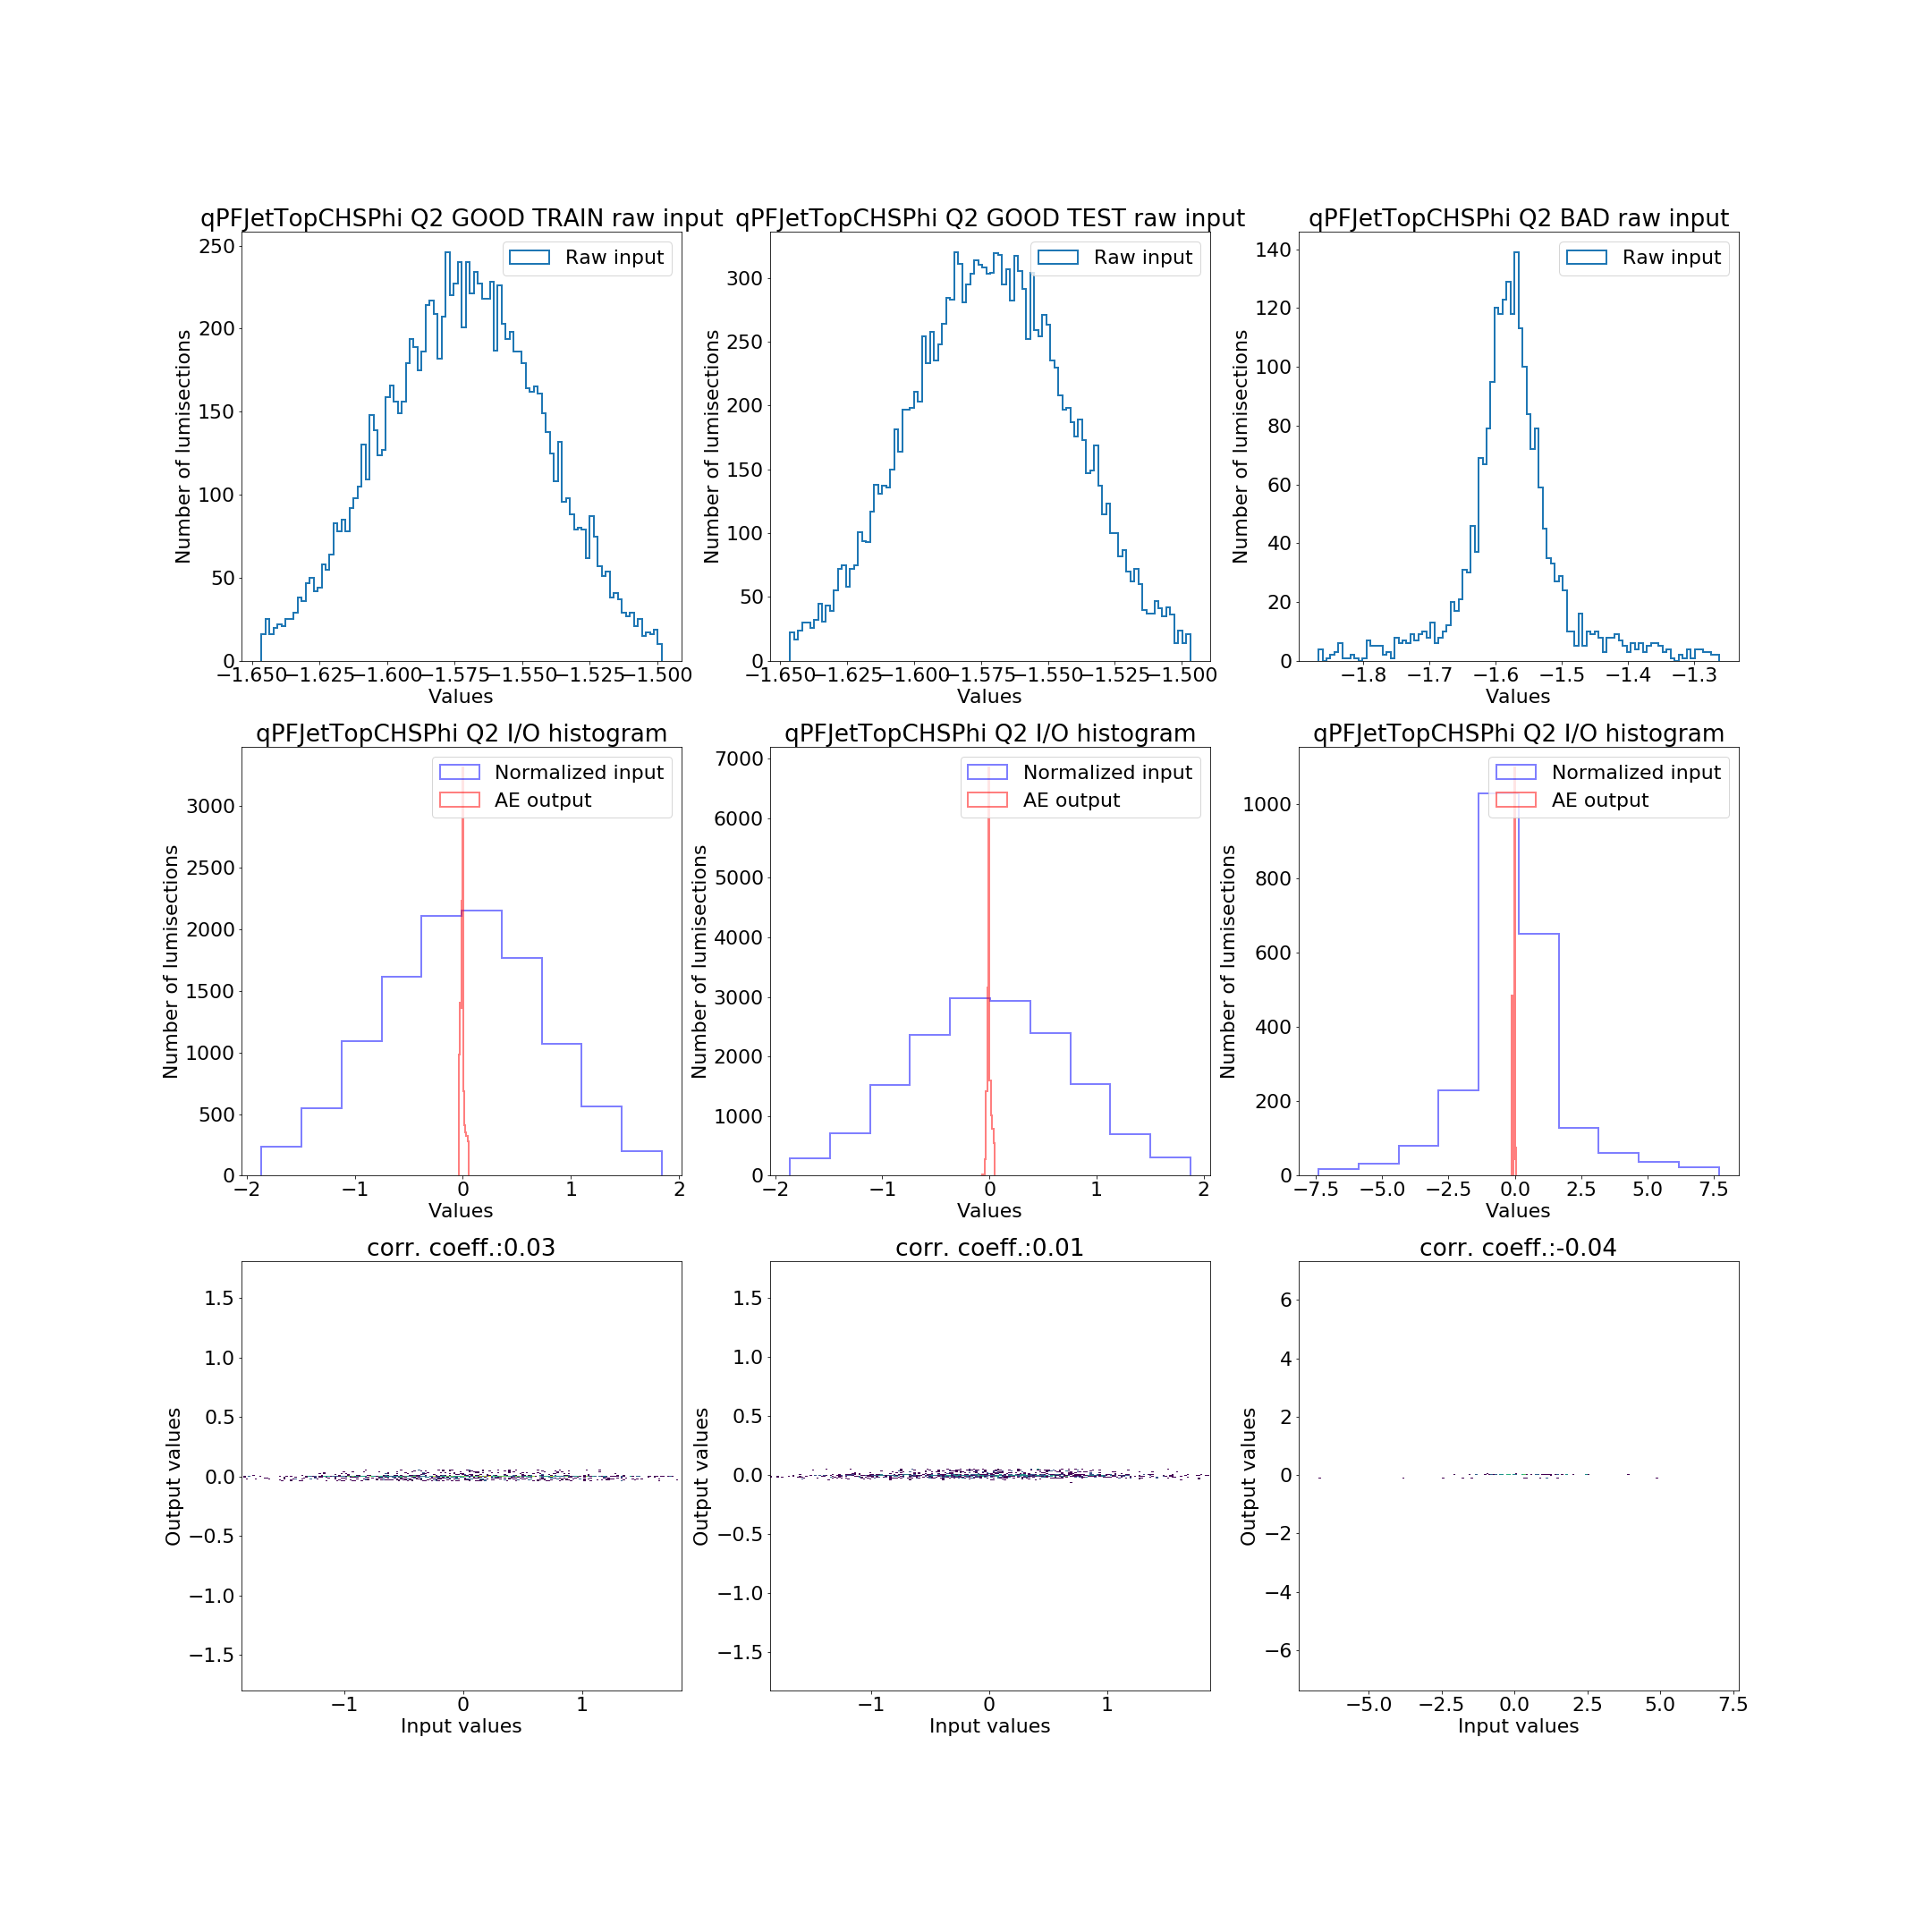 qPFJetTopCHSPhi Q2 GOOD TRAIN raw input
Raw input
250
200
150
100
50
0
Number of lumisections
−1.650 −1.625 −1.600 −1.575 −1.550 −1.525 −1.500
Values
qPFJetTopCHSPhi Q2 GOOD TEST raw input
Raw input
300
250
200
150
100
50
0
Number of lumisections
−1.650 −1.625 −1.600 −1.575 −1.550 −1.525 −1.500
Values
qPFJetTopCHSPhi Q2 BAD raw input
Raw input
140
120
100
80
60
40
20
0
Number of lumisections
−1.8 −1.7 −1.6 −1.5 −1.4 −1.3
Values
qPFJetTopCHSPhi Q2 I/O histogram
Normalized input
AE output
3000
2500
2000
1500
1000
500
0
Number of lumisections
−2 −1 0 1 2
Values
qPFJetTopCHSPhi Q2 I/O histogram
Normalized input
AE output
7000
6000
5000
4000
3000
2000
1000
0
Number of lumisections
−2 −1 0 1 2
Values
qPFJetTopCHSPhi Q2 I/O histogram
Normalized input
AE output
1000
800
600
400
200
0
Number of lumisections
−7.5 −5.0 −2.5 0.0 2.5 5.0 7.5
Values
corr. coeff.:0.03
1.5
1.0
0.5
0.0
−0.5
−1.0
−1.5
Output values
−1 0 1
Input values
corr. coeff.:0.01
1.5
1.0
0.5
0.0
−0.5
−1.0
−1.5
Output values
−1 0 1
Input values
corr. coeff.:-0.04
6
4
2
0
−2
−4
−6
Output values
−5.0 −2.5 0.0 2.5 5.0 7.5
Input values